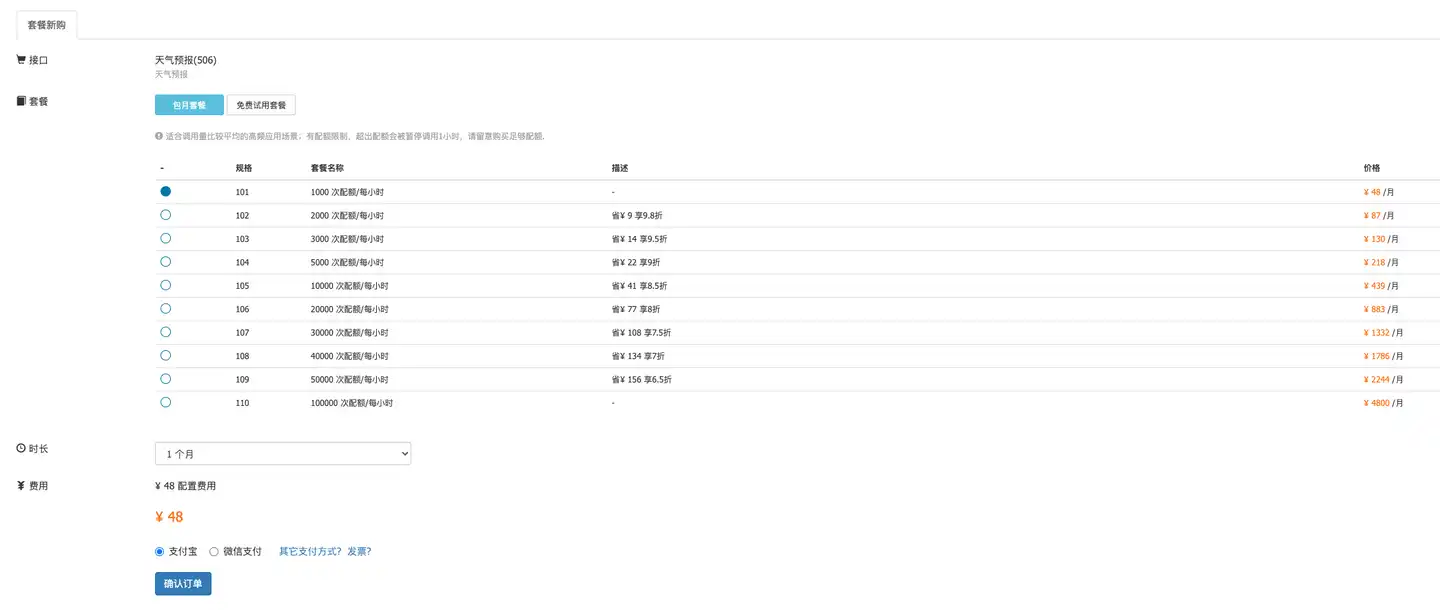 套餐新购
接口
天气预报(506)
天气预报
套餐
包月套餐 免费试用套餐
适合调用量比较平均的高频应用场景；有配额限制，超出配额会被暂停调用1小时，请留意购买足够配额.
- 规格 套餐名称 描述 价格
101 1000 次配额/每小时 - ¥ 48 /月
102 2000 次配额/每小时 省¥ 9 享9.8折 ¥ 87 /月
103 3000 次配额/每小时 省¥ 14 享9.5折 ¥ 130 /月
104 5000 次配额/每小时 省¥ 22 享9折 ¥ 218 /月
105 10000 次配额/每小时 省¥ 41 享8.5折 ¥ 439 /月
106 20000 次配额/每小时 省¥ 77 享8折 ¥ 883 /月
107 30000 次配额/每小时 省¥ 108 享7.5折 ¥ 1332 /月
108 40000 次配额/每小时 省¥ 134 享7折 ¥ 1786 /月
109 50000 次配额/每小时 省¥ 156 享6.5折 ¥ 2244 /月
110 100000 次配额/每小时 - ¥ 4800 /月
时长 1 个月
¥ 费用 ¥ 48 配置费用
¥ 48
支付宝 微信支付 其它支付方式? 发票?
确认订单